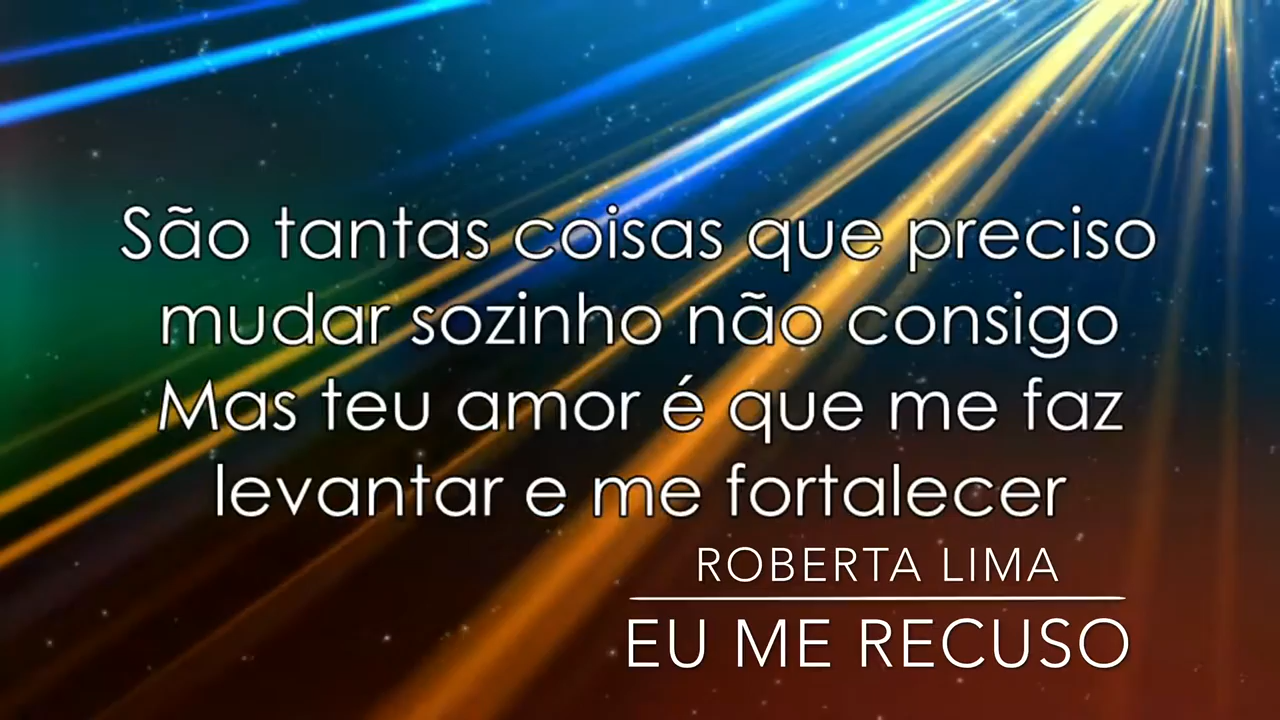 São tantas coisas que preciso
mudar sozinho não consigo
Mas teu amor é que me faz
levantar e me fortalecer
ROBERTA LIMA
EU ME RECUSO